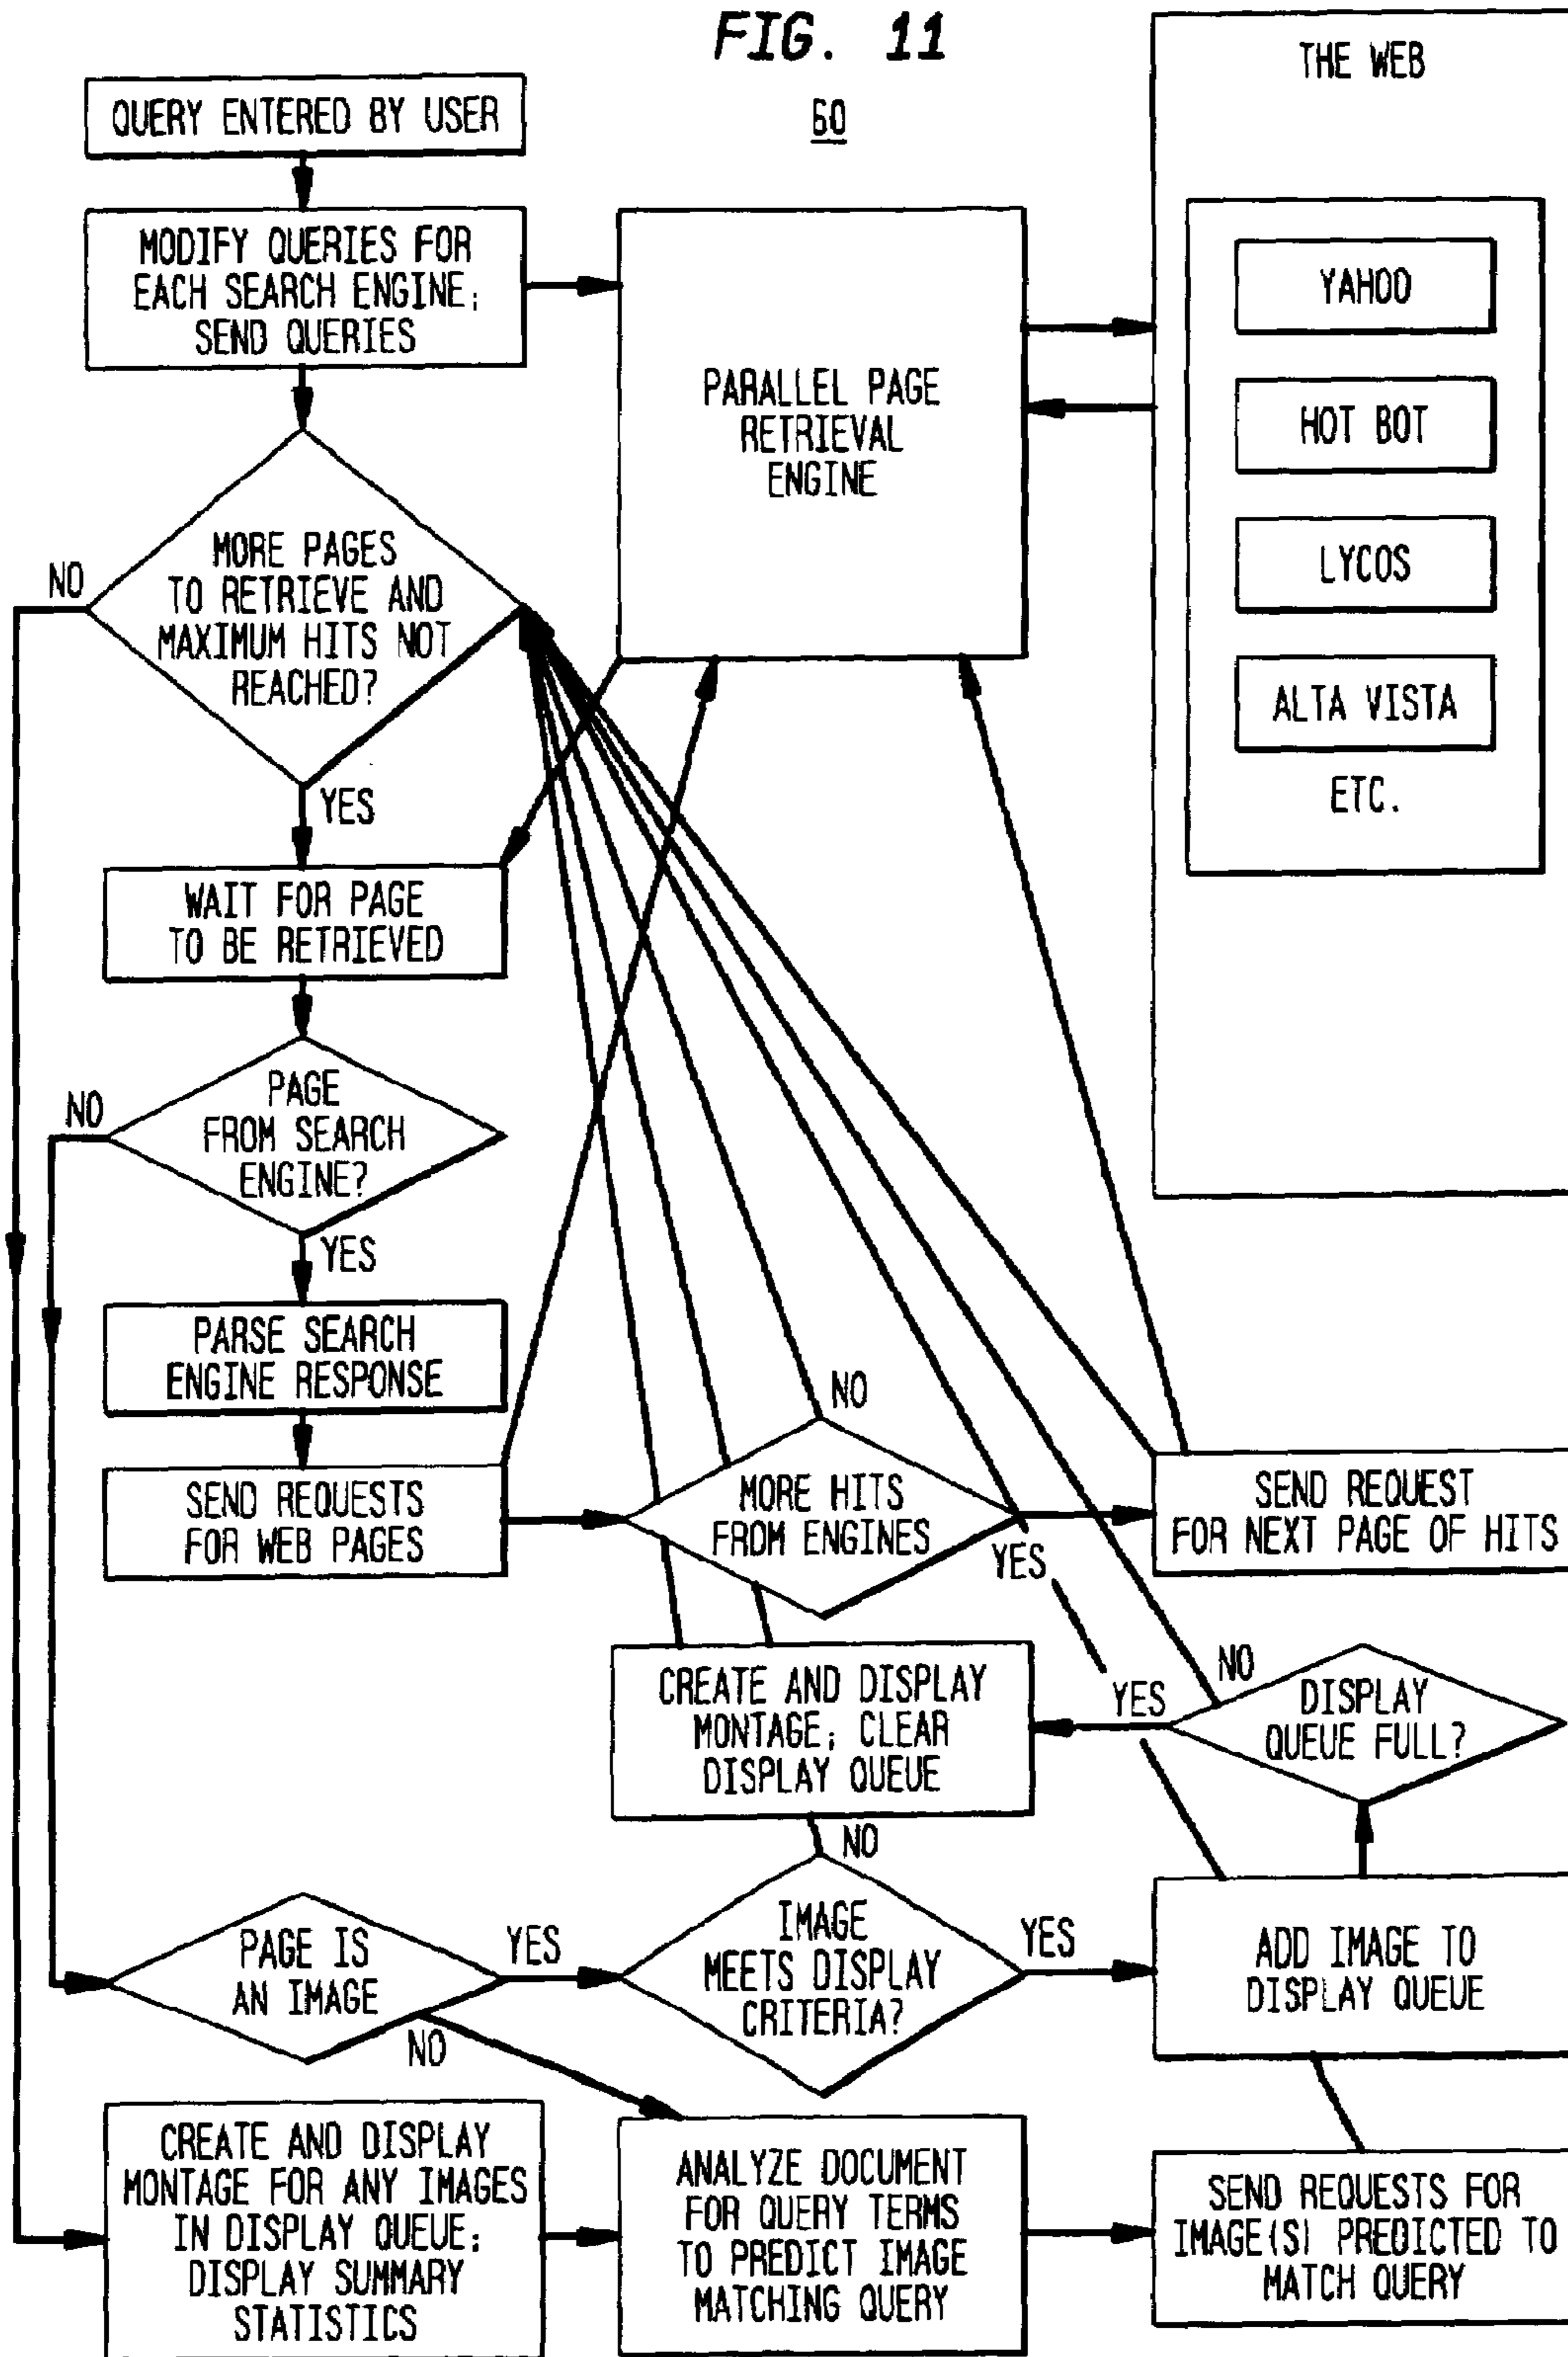 FIG. 11
60
QUERY ENTERED BY USER
MODIFY QUERIES FOR
EACH SEARCH ENGINE;
SEND QUERIES
PARALLEL PAGE
RETRIEVAL
ENGINE
THE WEB
YAHOO
HOT BOT
LYCOS
ALTA VISTA
ETC.
MORE PAGES
TO RETRIEVE AND
MAXIMUM HITS NOT
REACHED?
NO
YES
WAIT FOR PAGE
TO BE RETRIEVED
PAGE
FROM SEARCH
ENGINE?
NO
YES
PARSE SEARCH
ENGINE RESPONSE
SEND REQUESTS
FOR WEB PAGES
NO
MORE HITS
FROM ENGINES
YES
SEND REQUEST
FOR NEXT PAGE OF HITS
CREATE AND DISPLAY
MONTAGE; CLEAR
DISPLAY QUEUE
YES
NO
DISPLAY
QUEUE FULL?
PAGE IS
AN IMAGE
YES
NO
NO
IMAGE
MEETS DISPLAY
CRITERIA?
YES
ADD IMAGE TO
DISPLAY QUEUE
CREATE AND DISPLAY
MONTAGE FOR ANY IMAGES
IN DISPLAY QUEUE;
DISPLAY SUMMARY
STATISTICS
ANALYZE DOCUMENT
FOR QUERY TERMS
TO PREDICT IMAGE
MATCHING QUERY
SEND REQUESTS FOR
IMAGE(S) PREDICTED TO
MATCH QUERY